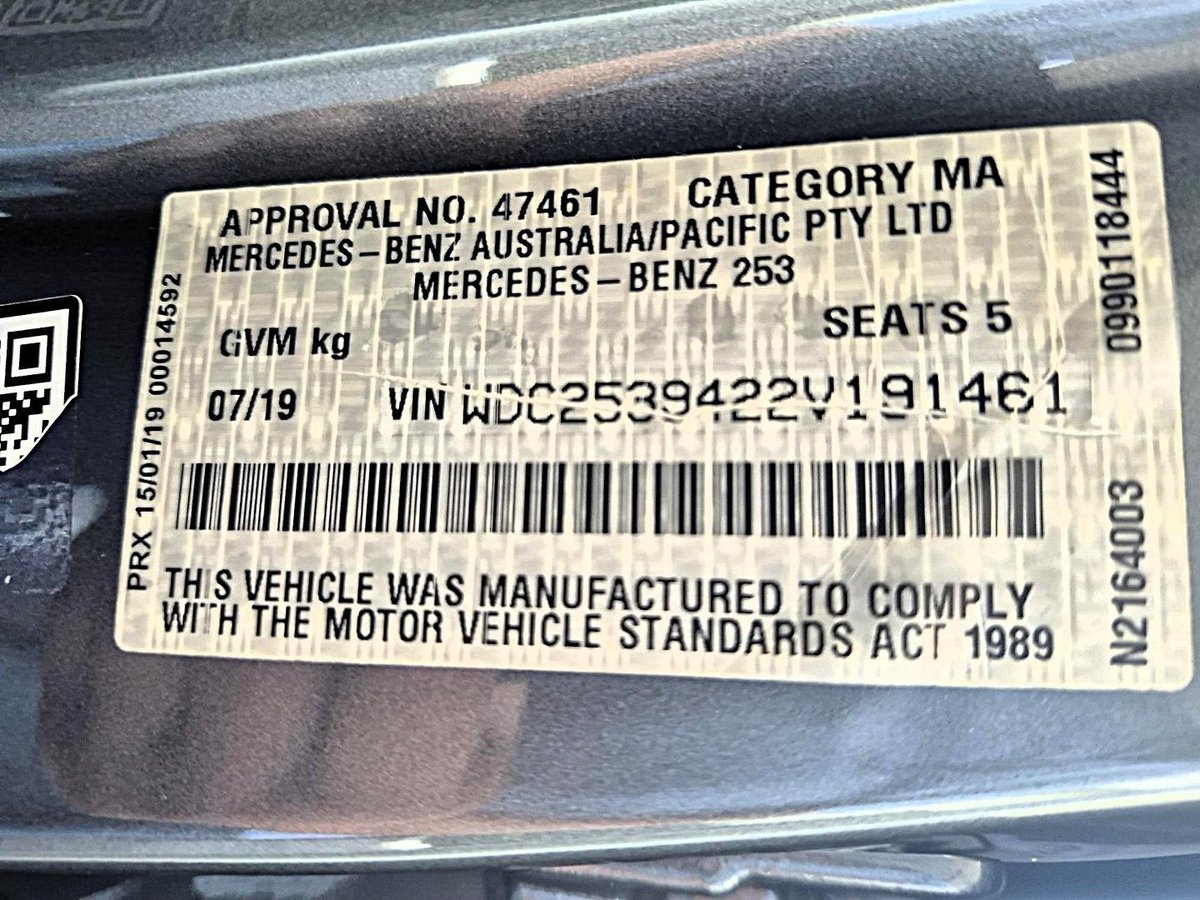 APPROVAL NO. 47461 CATEGORY MA
MERCEDES-BENZ AUSTRALIA/PACIFIC PTY LTD
MERCEDES-BENZ 253
GVM kg SEATS 5
07/19 VIN WDC2539422V191461
THIS VEHICLE WAS MANUFACTURED TO COMPLY
WITH THE MOTOR VEHICLE STANDARDS ACT 1989
PRX 15/01/19 00014592
0990118444
N2164003